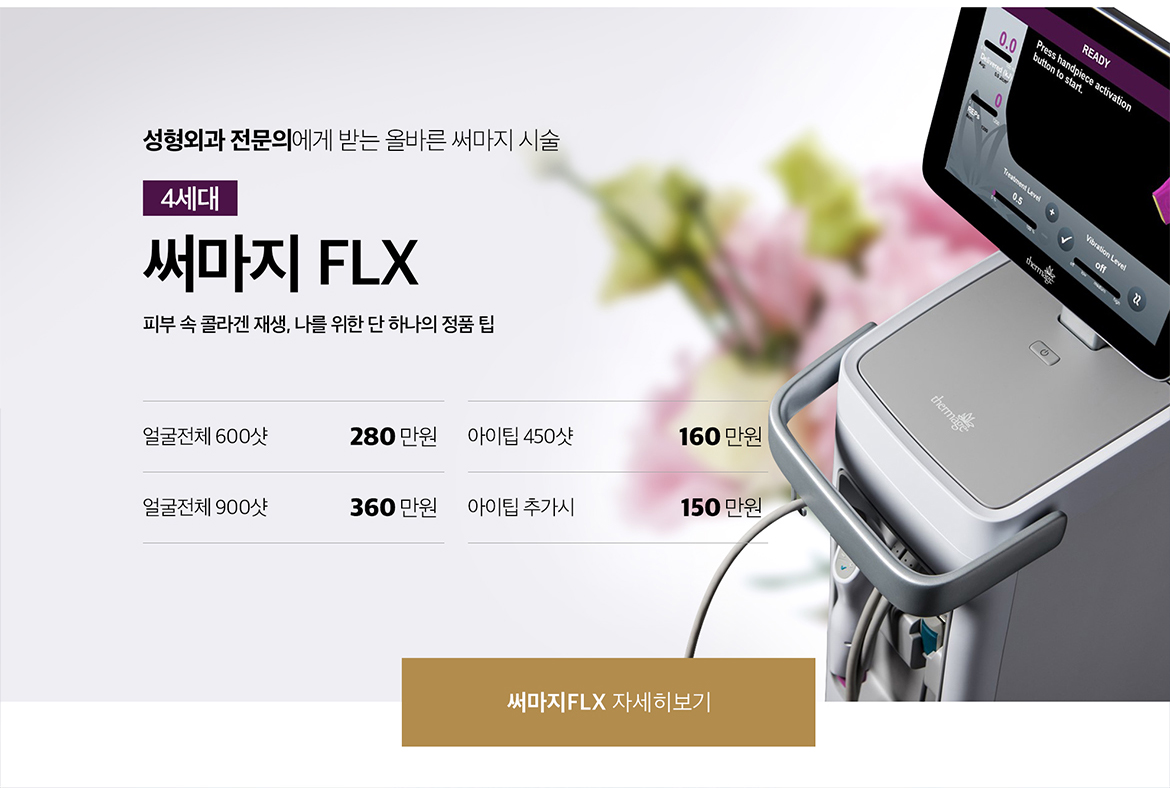 성형외과 전문의에게 받는 올바른 써마지 시술
4세대
써마지 FLX
피부 속 콜라겐 재생, 나를 위한 단 하나의 정품 팁
얼굴전체 600샷 280 만원
아이팁 450샷 160 만원
얼굴전체 900샷 360 만원
아이팁 추가시 150 만원
써마지FLX 자세히보기
READY
Press handpiece activation
button to start.
0.0
0
REPs
Treatment Level
0.5
Vibration Level
off
thermage
thermage